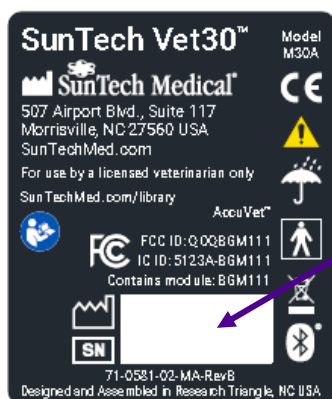 SunTech Vet30™
Model
M30A
SunTech Medical®
507 Airport Blvd., Suite 117
Morrisville, NC 27560 USA
SunTechMed.com
For use by a licensed veterinarian only
SunTechMed.com/library
AccuVet™
FCC ID: QOQBGM111
IC ID: 5123A-BGM111
Contains module: BGM111
SN
71-0581-02-MA-RevB
Designed and Assembled in Research Triangle, NC USA